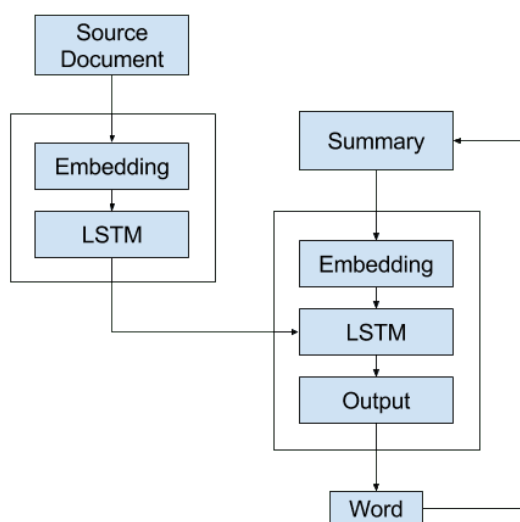 Source
Document
Embedding
LSTM
Summary
Embedding
LSTM
Output
Word